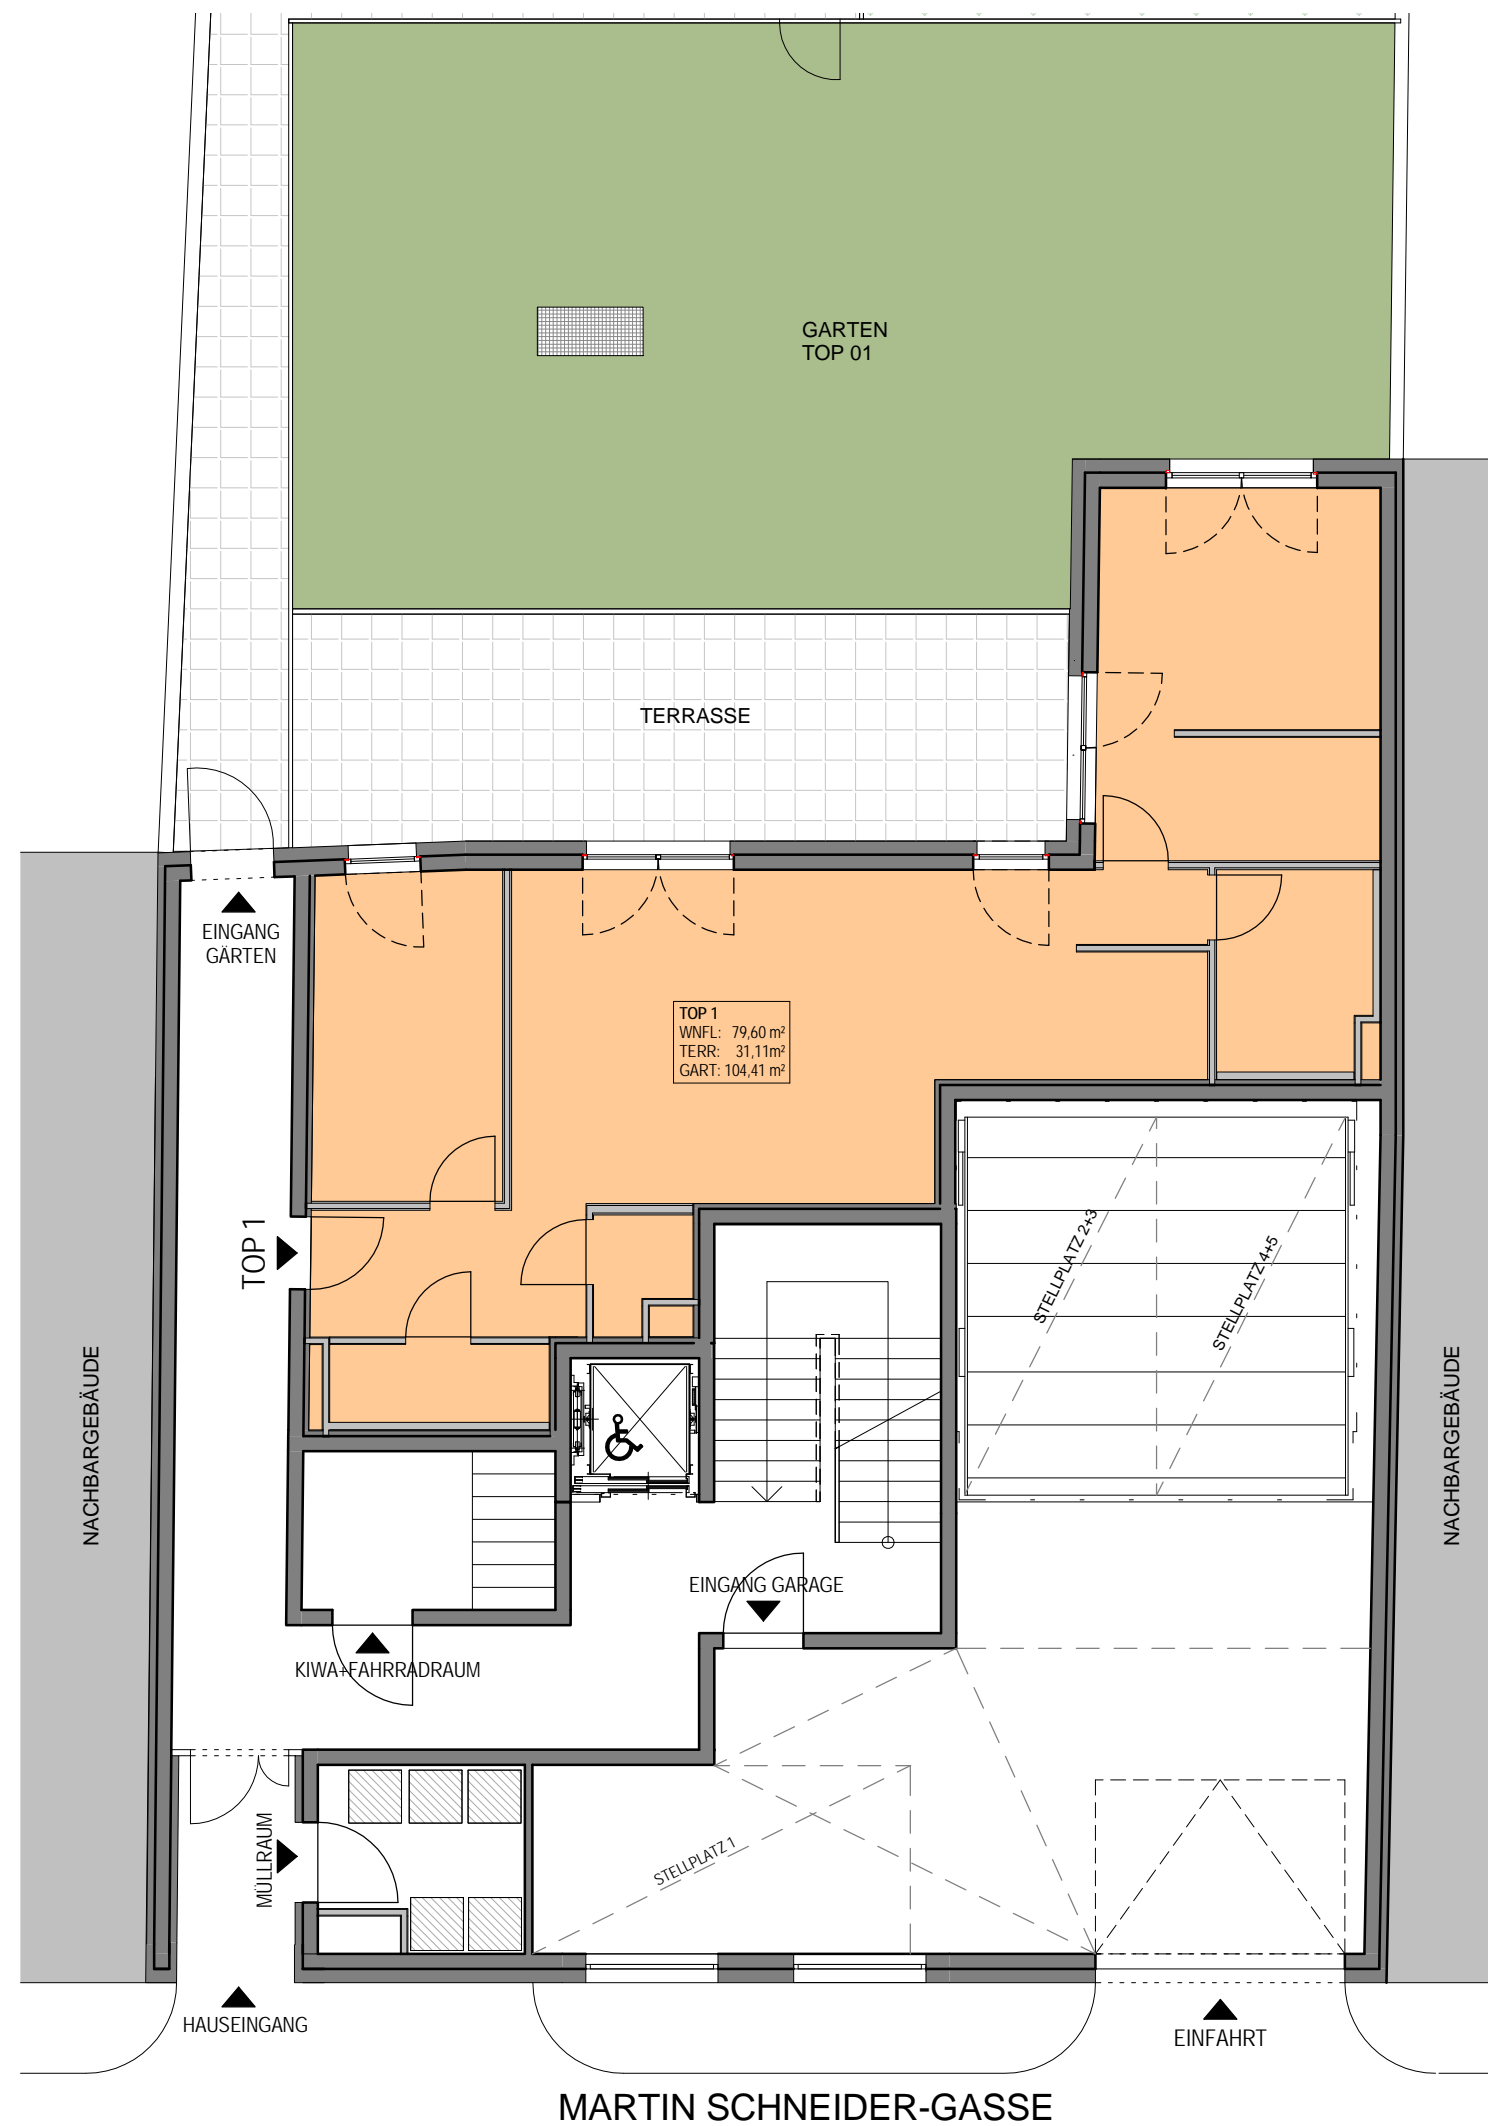 GARTEN
TOP 01
TERRASSE
EINGANG
GÄRTEN
TOP 1
WNFL: 79,60 m²
TERR: 31,11m²
GART: 104,41 m²
TOP 1
STELLPLATZ 2+3
STELLPLATZ 4+5
NACHBARGEBÄUDE
NACHBARGEBÄUDE
EINGANG GARAGE
KIWA+FAHRRADRAUM
MÜLLRAUM
STELLPLATZ 1
HAUSEINGANG
EINFAHRT
MARTIN SCHNEIDER-GASSE